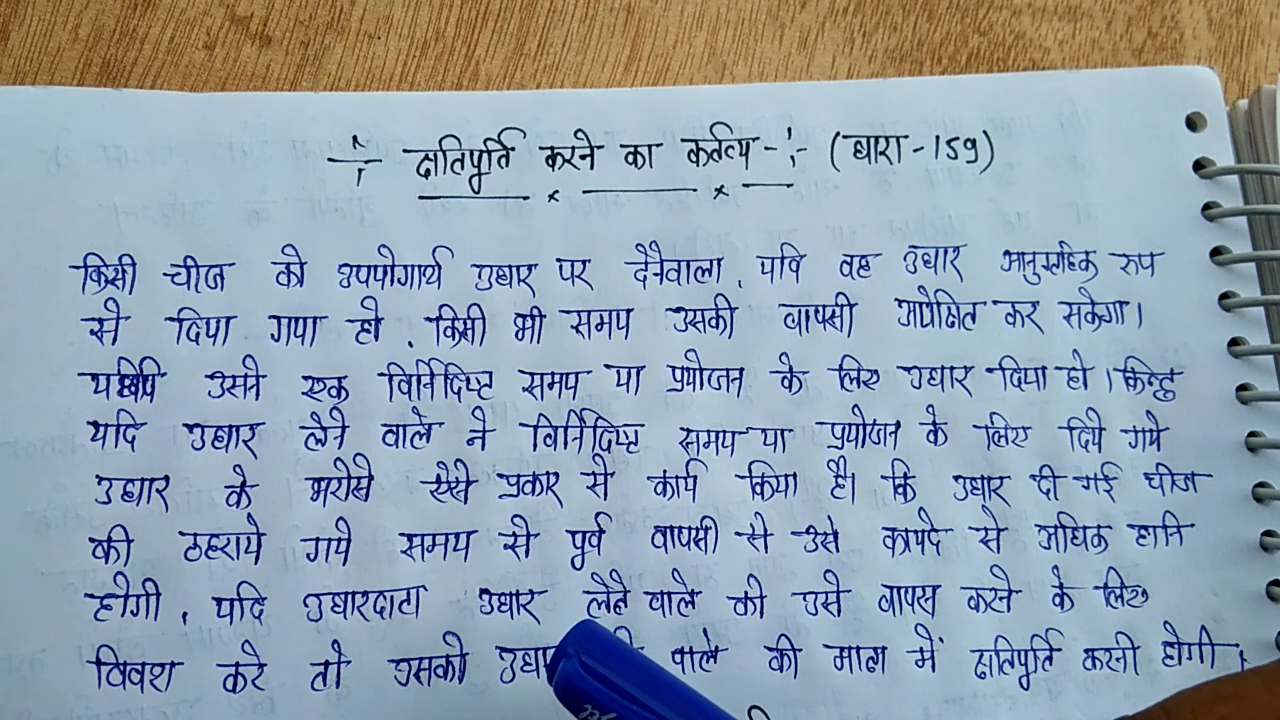 क्षतिपूर्ति करने का कर्तव्य (धारा - 159)
किसी चीज को उपयोगार्थ उधार पर देनेवाला, यदि वह उधार आनुग्रहिक रुप
से दिया गया हो, किसी भी समय उसकी वापसी अपेक्षित कर सकेगा।
यद्यपि उसने एक विर्निदिष्ट समय या प्रयोजन के लिए उधार दिया हो। किन्तु
यदि उधार लेने वाले ने विर्निदिष्ट समय या प्रयोजन के लिए दिये गये
उधार के भरोसे ऐसे प्रकार से कार्य किया है। कि उधार दी गई चीज
की ठहराये गये समय से पूर्व वापसी से उसे फायदे से अधिक हानि
होगी, यदि उधारदाता उधार लेने वाले को उसे वापस करने के लिए
विवश करे तो उसको वाले की मात्रा में क्षतिपूर्ति करनी होगी,